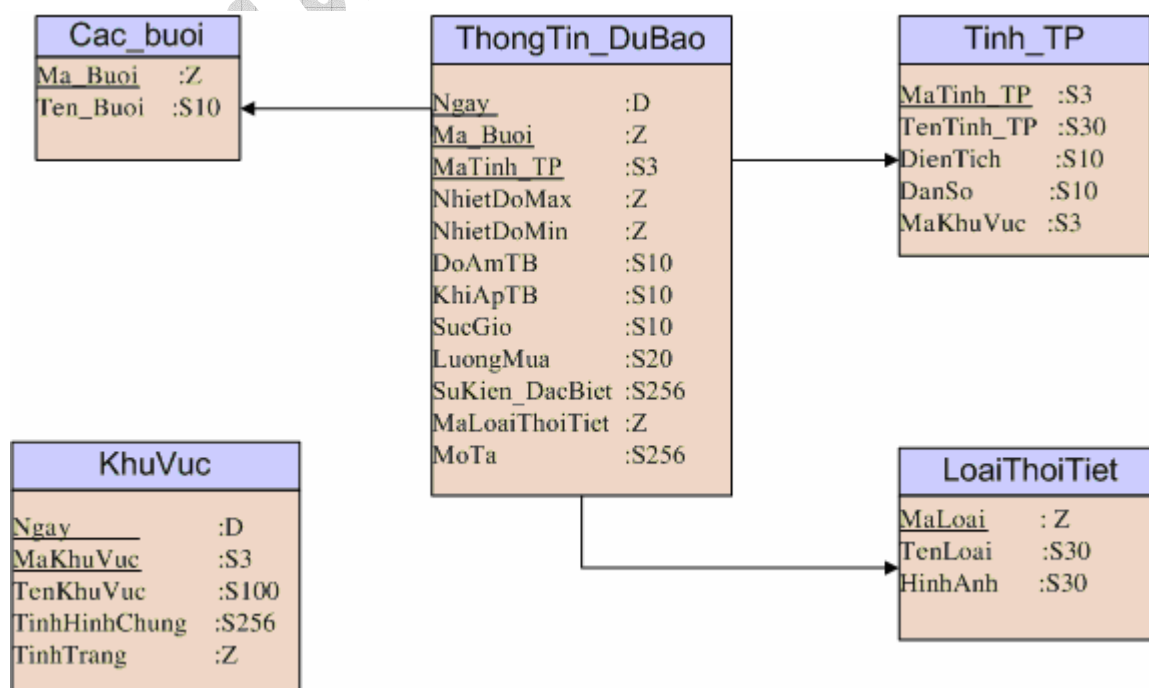 Cac_buoi
Ma_Buoi :Z
Ten_Buoi :S10
ThongTin_DuBao
Ngay :D
Ma_Buoi :Z
MaTinh_TP :S3
NhietDoMax :Z
NhietDoMin :Z
DoAmTB :S10
KhiApTB :S10
SucGio :S10
LuongMua :S20
SuKien_DacBiet :S256
MaLoaiThoiTiet :Z
MoTa :S256
Tinh_TP
MaTinh_TP :S3
TenTinh_TP :S30
DienTich :S10
DanSo :S10
MaKhuVuc :S3
KhuVuc
Ngay :D
MaKhuVuc :S3
TenKhuVuc :S100
TinhHinhChung :S256
TinhTrang :Z
LoaiThoiTiet
MaLoai : Z
TenLoai :S30
HinhAnh :S30